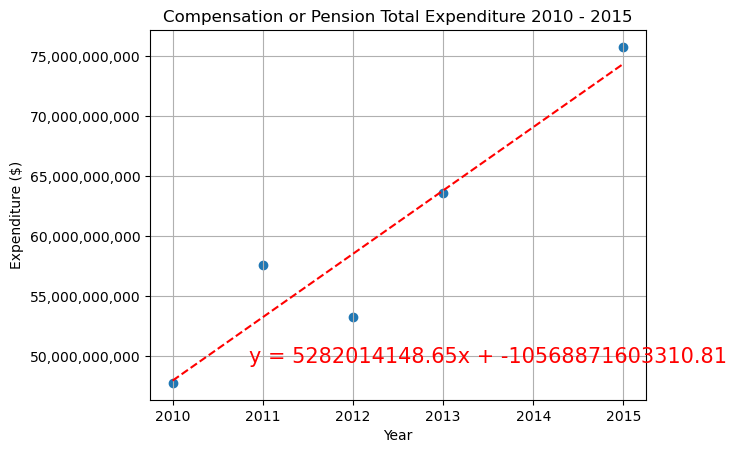 Compensation or Pension Total Expenditure 2010 - 2015
Expenditure ($)
75,000,000,000
70,000,000,000
65,000,000,000
60,000,000,000
55,000,000,000
50,000,000,000
y = 5282014148.65x + -10568871603310.81
2010 2011 2012 2013 2014 2015
Year